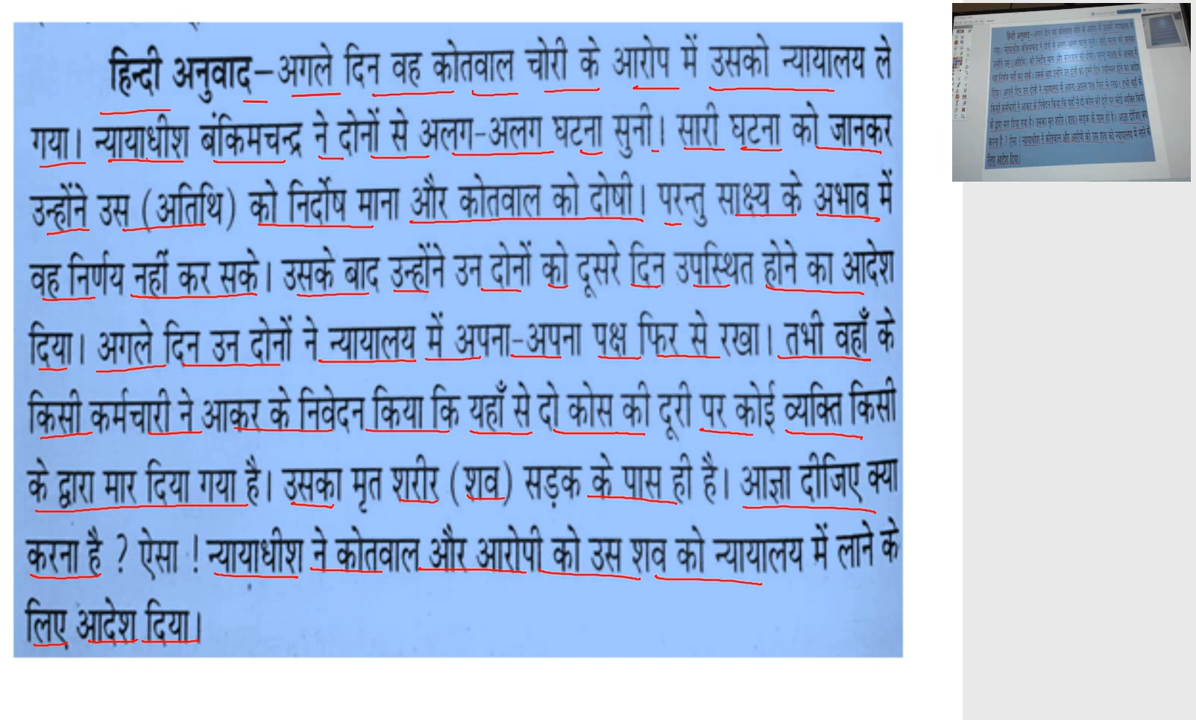 हिन्दी अनुवाद–अगले दिन वह कोतवाल चोरी के आरोप में उसको न्यायालय ले
गया। न्यायाधीश बंकिमचन्द्र ने दोनों से अलग-अलग घटना सुनी। सारी घटना को जानकर
उन्होंने उस (अतिथि) को निर्दोष माना और कोतवाल को दोषी। परन्तु साक्ष्य के अभाव में
वह निर्णय नहीं कर सके। उसके बाद उन्होंने उन दोनों को दूसरे दिन उपस्थित होने का आदेश
दिया। अगले दिन उन दोनों ने न्यायालय में अपना-अपना पक्ष फिर से रखा। तभी वहाँ के
किसी कर्मचारी ने आकर के निवेदन किया कि यहाँ से दो कोस की दूरी पर कोई व्यक्ति किसी
के द्वारा मार दिया गया है। उसका मृत शरीर (शव) सड़क के पास ही है। आज्ञा दीजिए क्या
करना है ? ऐसा ! न्यायाधीश ने कोतवाल और आरोपी को उस शव को न्यायालय में लाने के
लिए आदेश दिया।